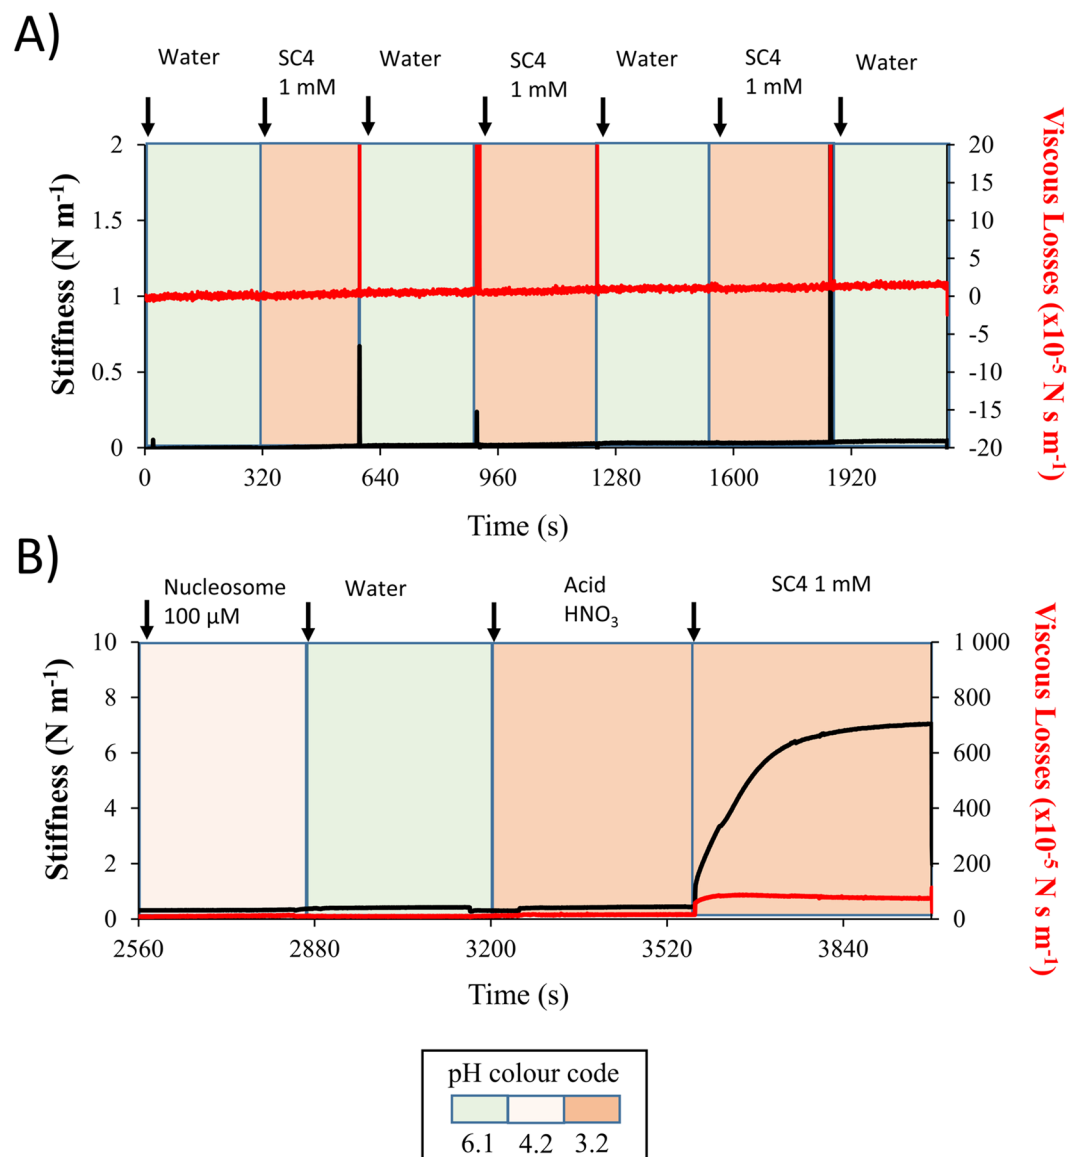 A)
Water
SC4
1 mM
Water
SC4
1 mM
Water
SC4
1 mM
Water
Stiffness (N m-1)
2
1.5
1
0.5
0
20
15
10
5
0
-5
-10
-15
-20
Viscous Losses (x10-5 N s m-1)
0
320
640
960
1280
1600
1920
Time (s)
B)
Nucleosome
100 µM
Water
Acid
HNO3
SC4 1 mM
Stiffness (N m-1)
10
8
6
4
2
0
1 000
800
600
400
200
0
Viscous Losses (x10-5 N s m-1)
2560
2880
3200
3520
3840
Time (s)
pH colour code
6.1 4.2 3.2